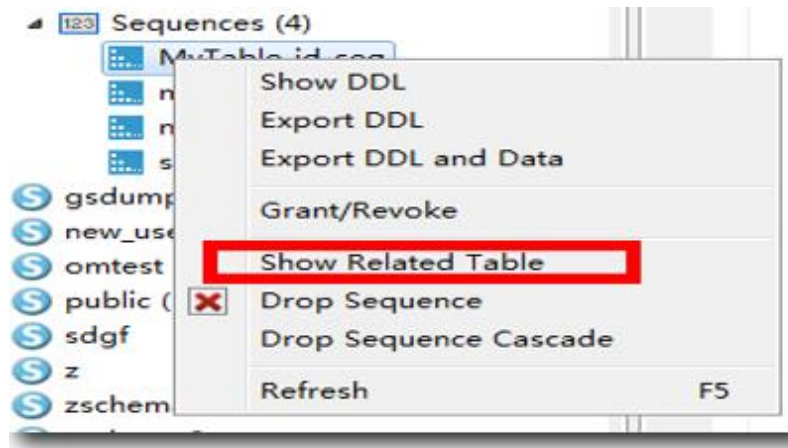 Sequences (4)
MyTable_id_seq
Show DDL
Export DDL
Export DDL and Data
gsdump
Grant/Revoke
new_use
omtest
Show Related Table
public (
Drop Sequence
sdgf
Drop Sequence Cascade
z
zschem
Refresh F5